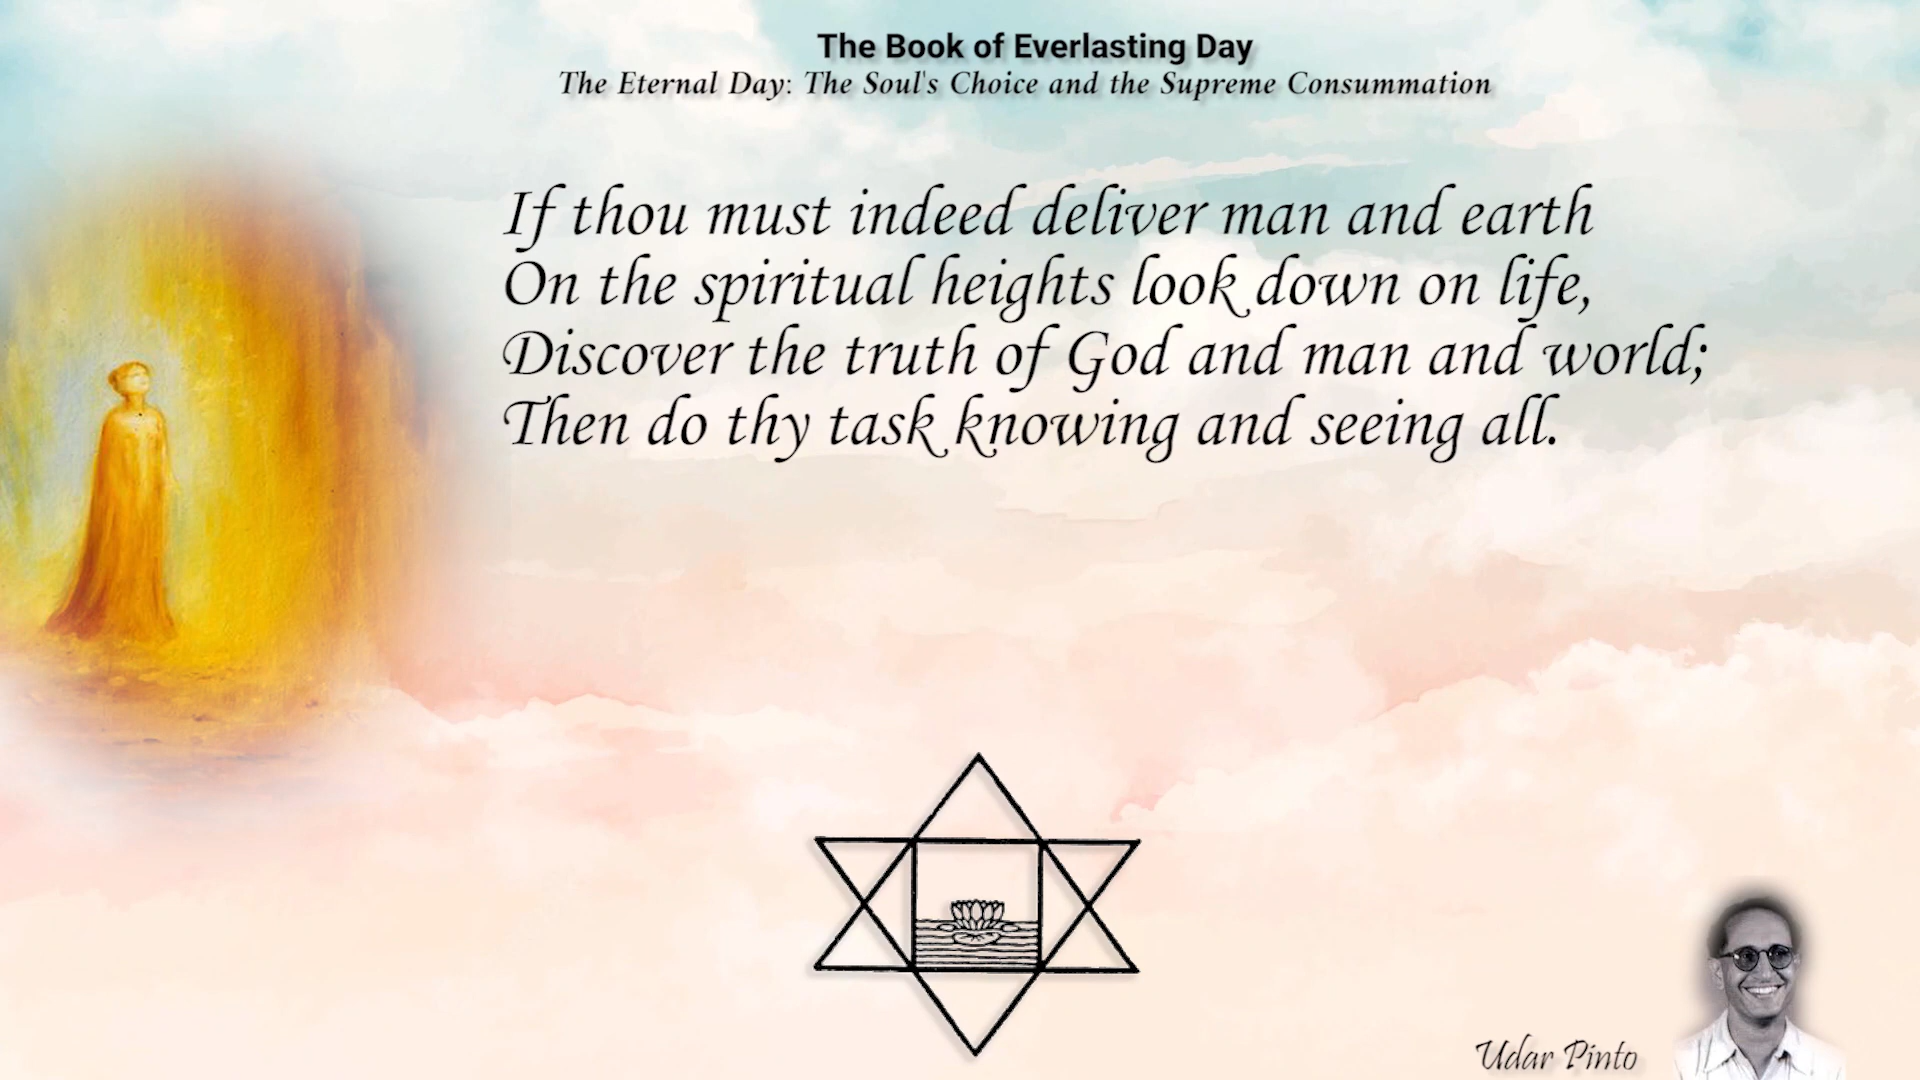 The Book of Everlasting Day
The Eternal Day: The Soul's Choice and the Supreme Consummation
If thou must indeed deliver man and earth
On the spiritual heights look down on life,
Discover the truth of God and man and world;
Then do thy task knowing and seeing all.
Udar Pinto